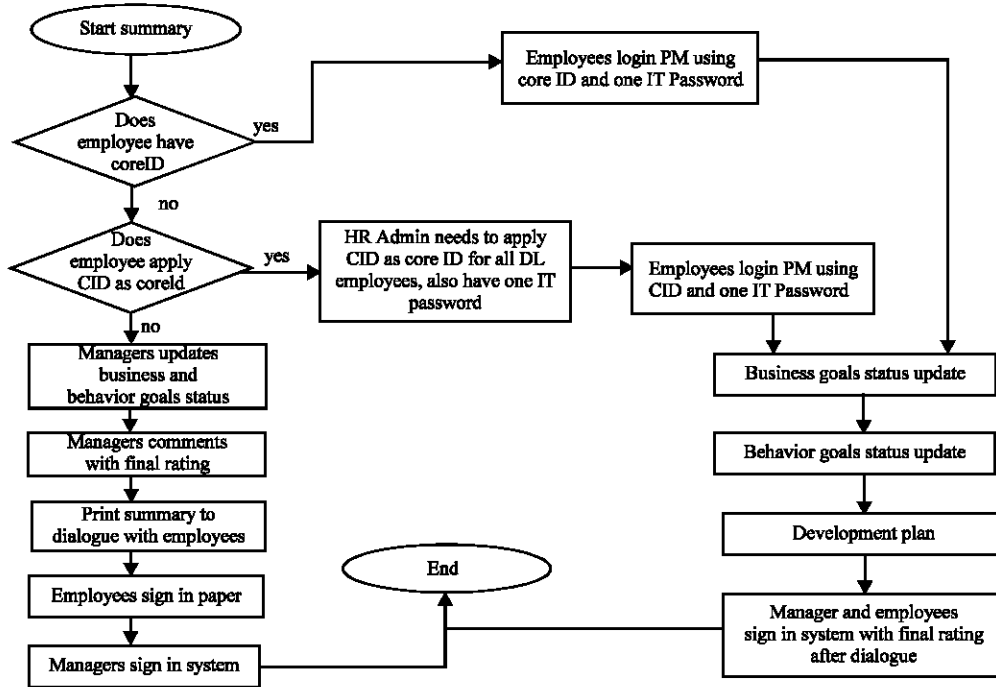 Start summary
Employees login PM using
core ID and one IT Password
Does
employee have
coreID
yes
no
Does
employee apply
CID as coreId
yes
HR Admin needs to apply
CID as core ID for all DL
employees, also have one IT
password
Employees login PM using
CID and one IT Password
no
Managers updates
business and
behavior goals status
Business goals status update
Managers comments
with final rating
Behavior goals status update
Print summary to
dialogue with employees
Development plan
End
Employees sign in paper
Manager and employees
sign in system with final rating
after dialogue
Managers sign in system